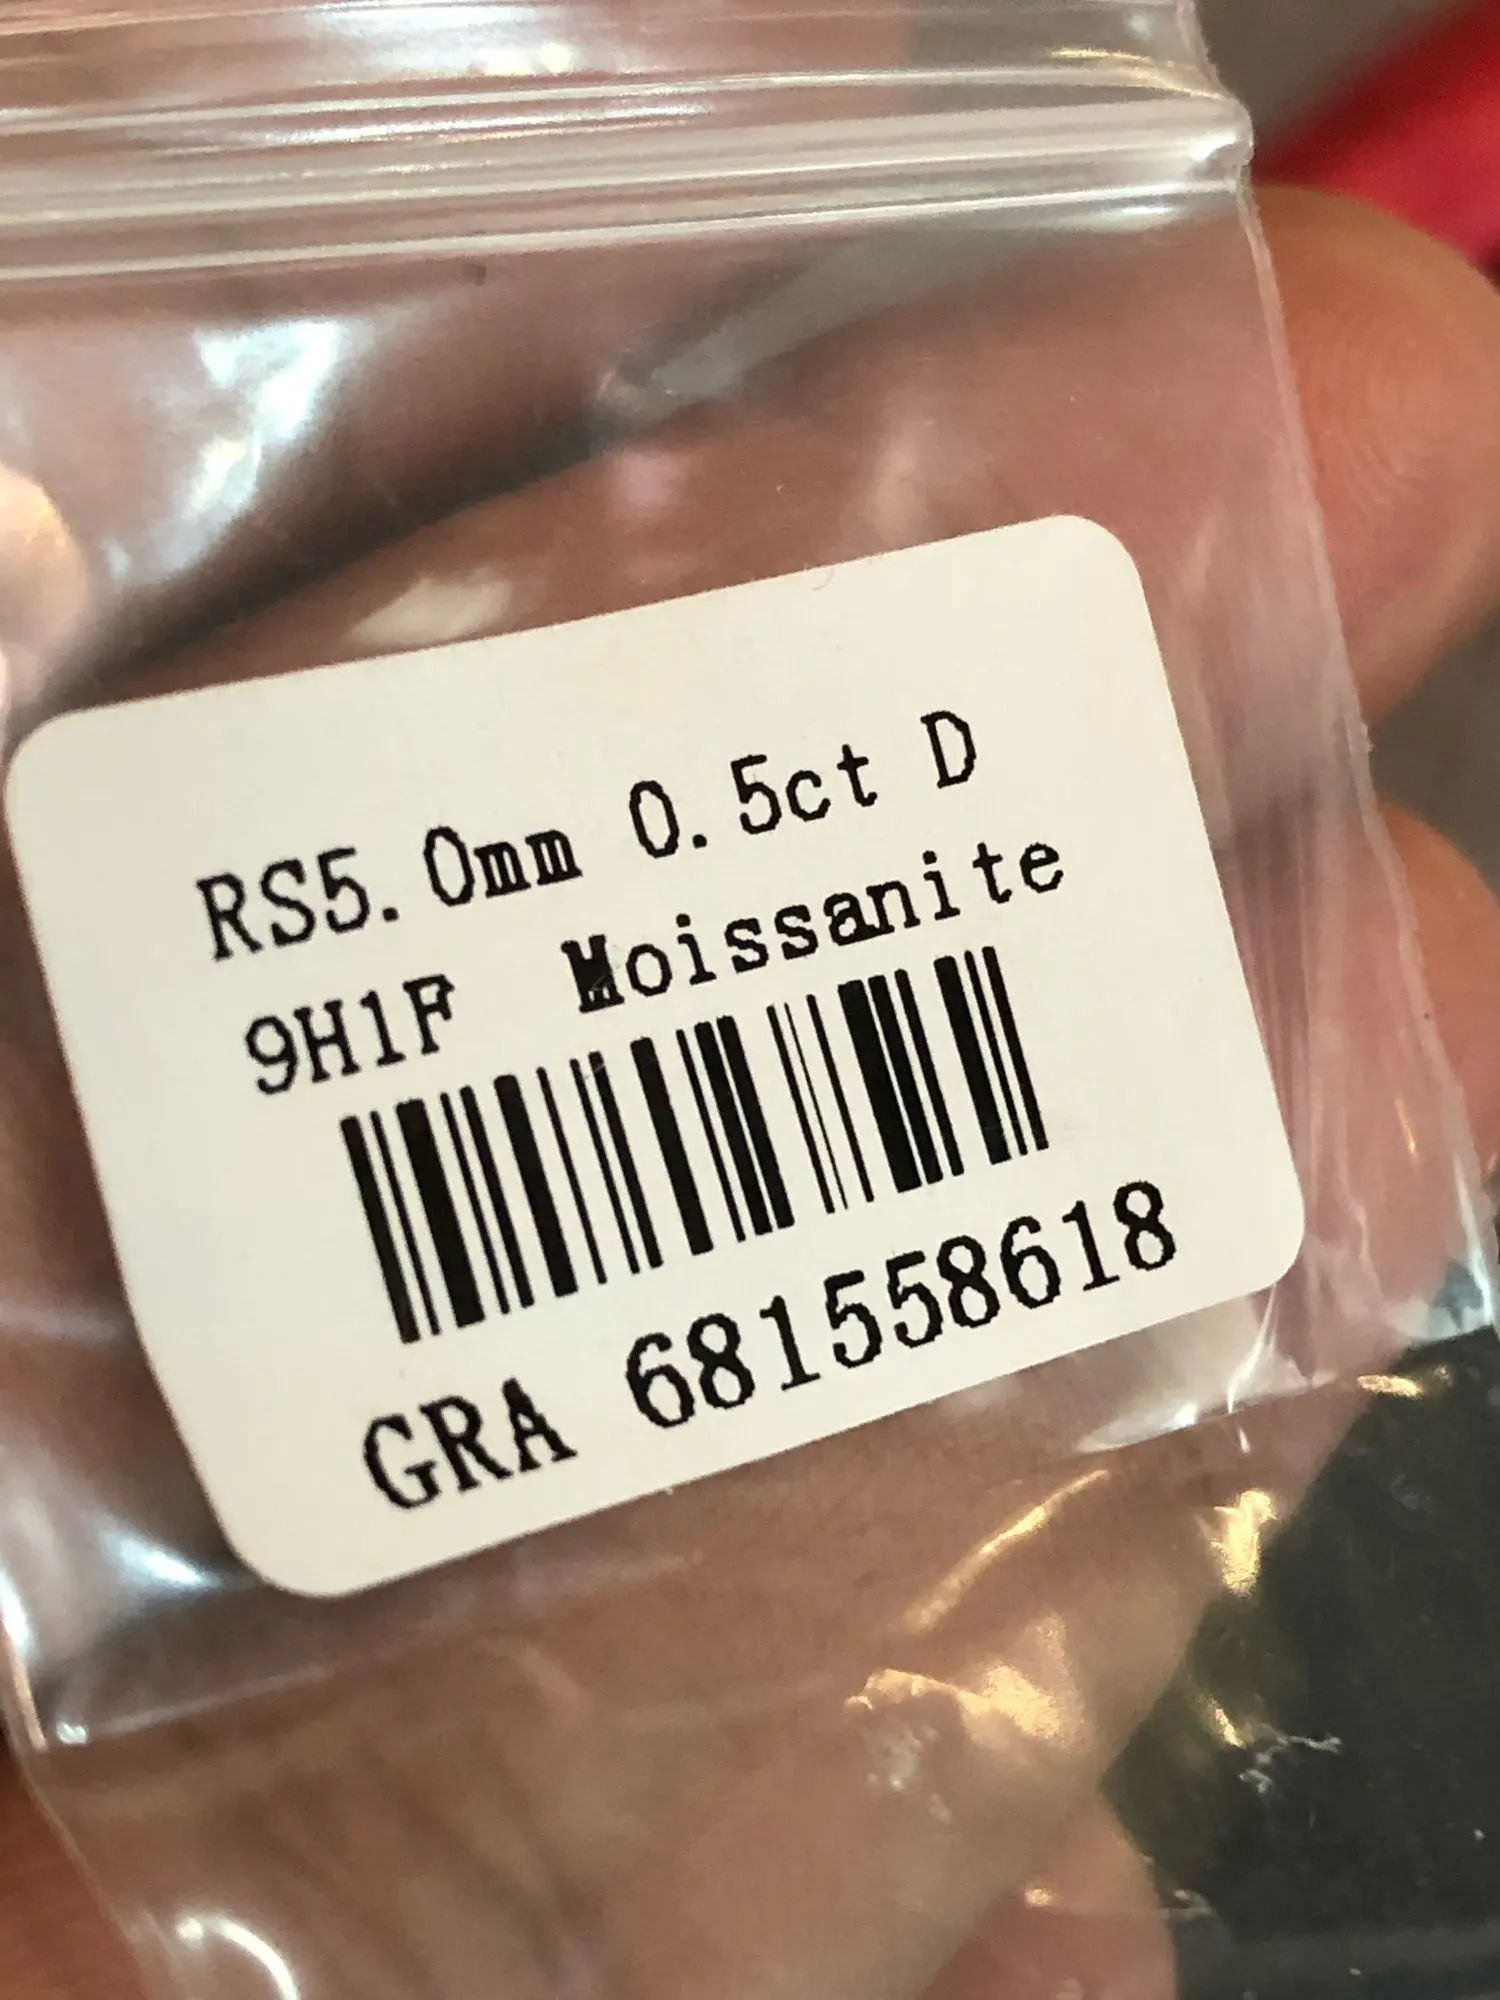 RS5.0mm 0.5ct D
9H1F Moissanite
GRA 681558618